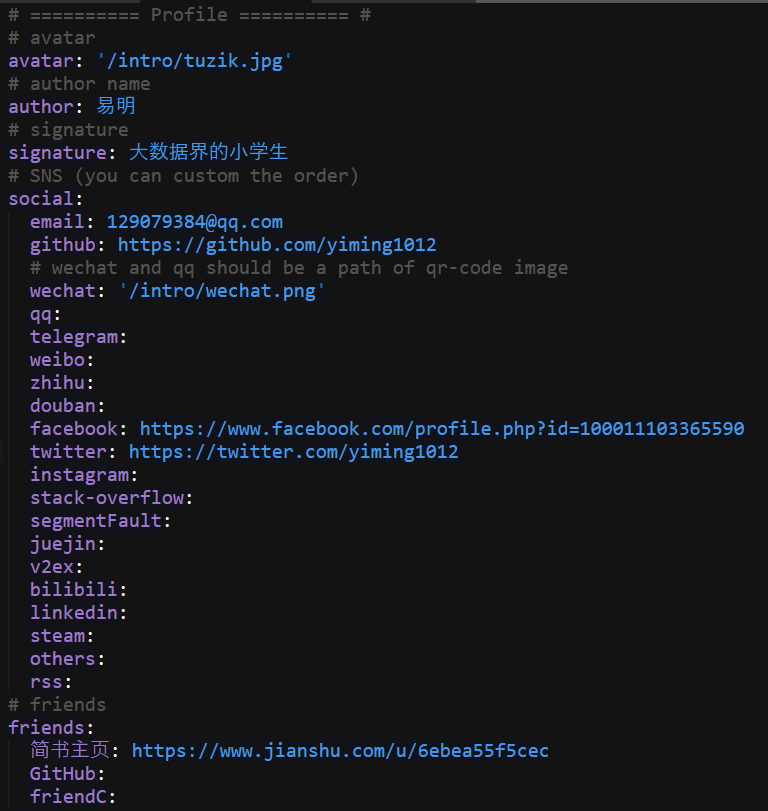 # ========== Profile ========== #
# avatar
avatar: '/intro/tuzik.jpg'
# author name
author: 易明
# signature
signature: 大数据界的小学生
# SNS (you can custom the order)
social:
  email: 129079384@qq.com
  github: https://github.com/yiming1012
  # wechat and qq should be a path of qr-code image
  wechat: '/intro/wechat.png'
  qq:
  telegram:
  weibo:
  zhihu:
  douban:
  facebook: https://www.facebook.com/profile.php?id=100011103365590
  twitter: https://twitter.com/yiming1012
  instagram:
  stack-overflow:
  segmentFault:
  juejin:
  v2ex:
  bilibili:
  linkedin:
  steam:
  others:
  rss:
# friends
friends:
  简书主页: https://www.jianshu.com/u/6ebea55f5cec
  GitHub:
  friendC: